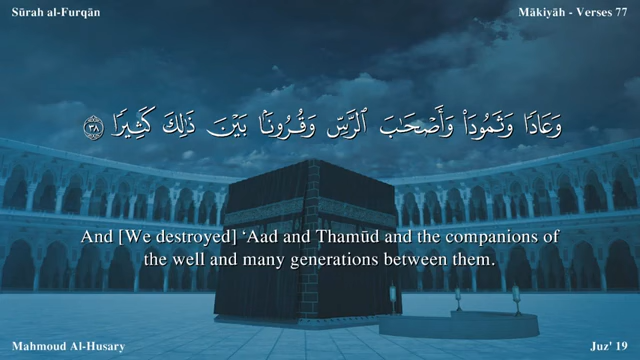 Sūrah al-Furqān
Mākiyāh - Verses 77
وَعَادًا وَثَمُودَا۟ وَأَصْحَـٰبَ ٱلرَّسِّ وَقُرُونًۢا بَيْنَ ذَٰلِكَ كَثِيرًا ٣٨
And [We destroyed] ‘Aad and Thamūd and the companions of
the well and many generations between them.
Mahmoud Al-Husary
Juz' 19